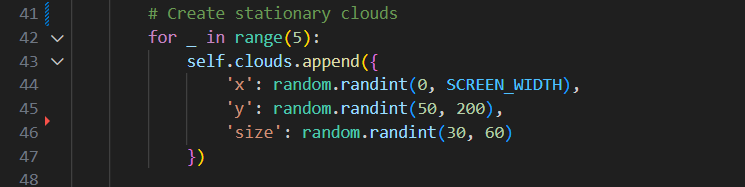 41 # Create stationary clouds
42 for _ in range(5):
43 self.clouds.append({
44 'x': random.randint(0, SCREEN_WIDTH),
45 'y': random.randint(50, 200),
46 'size': random.randint(30, 60)
47 })
48